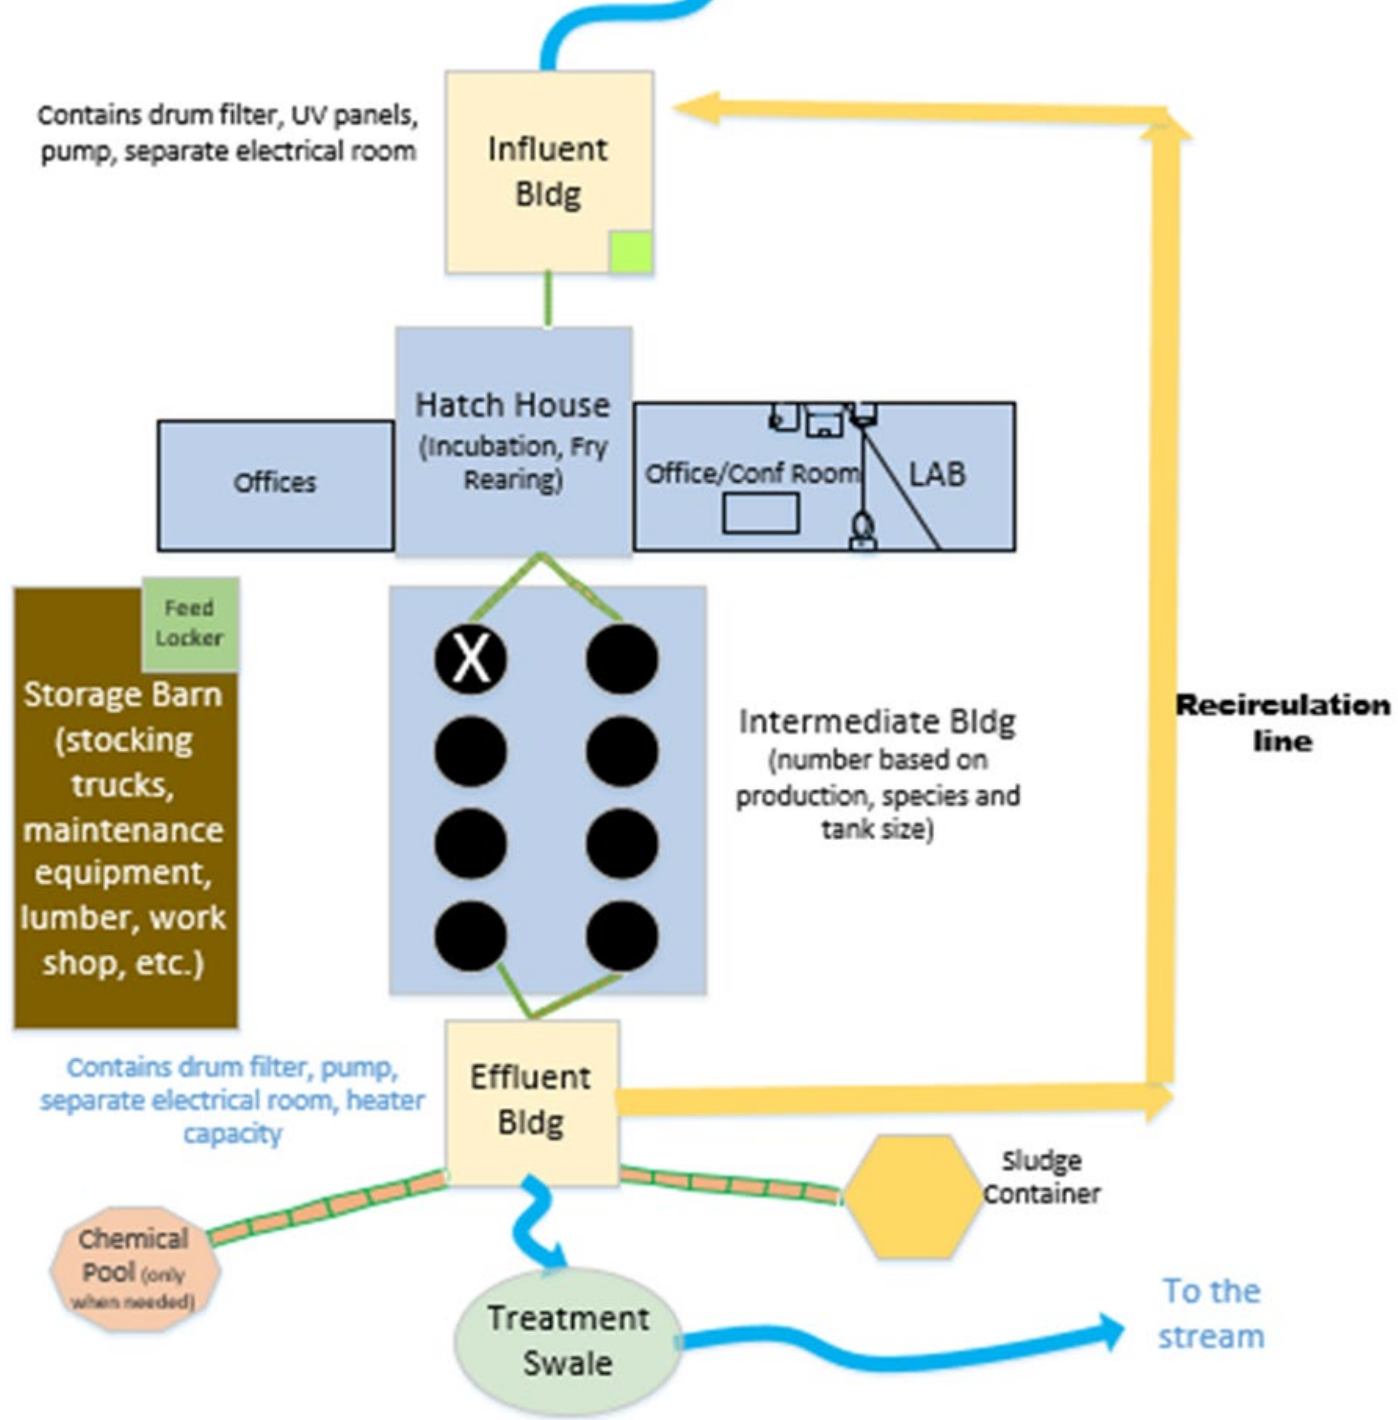 Contains drum filter, UV panels,
pump, separate electrical room
Influent
Bldg
Hatch House
(Incubation, Fry
Rearing)
Offices
Office/Conf Room
LAB
Feed
Locker
Storage Barn
(stocking
trucks,
maintenance
equipment,
lumber, work
shop, etc.)
X
Intermediate Bldg
(number based on
production, species and
tank size)
Recirculation
line
Contains drum filter, pump,
separate electrical room, heater
capacity
Effluent
Bldg
Sludge
Container
Chemical
Pool (only
when needed)
Treatment
Swale
To the
stream